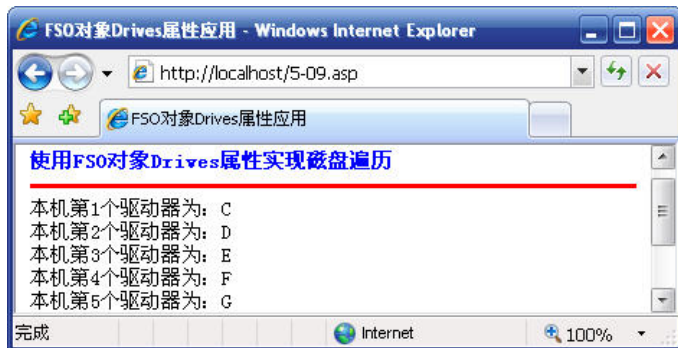 FSO对象Drives属性应用 - Windows Internet Explorer
http://localhost/5-09.asp
FSO对象Drives属性应用
使用FSO对象Drives属性实现磁盘遍历
本机第1个驱动器为: C
本机第2个驱动器为: D
本机第3个驱动器为: E
本机第4个驱动器为: F
本机第5个驱动器为: G
完成 Internet 100%